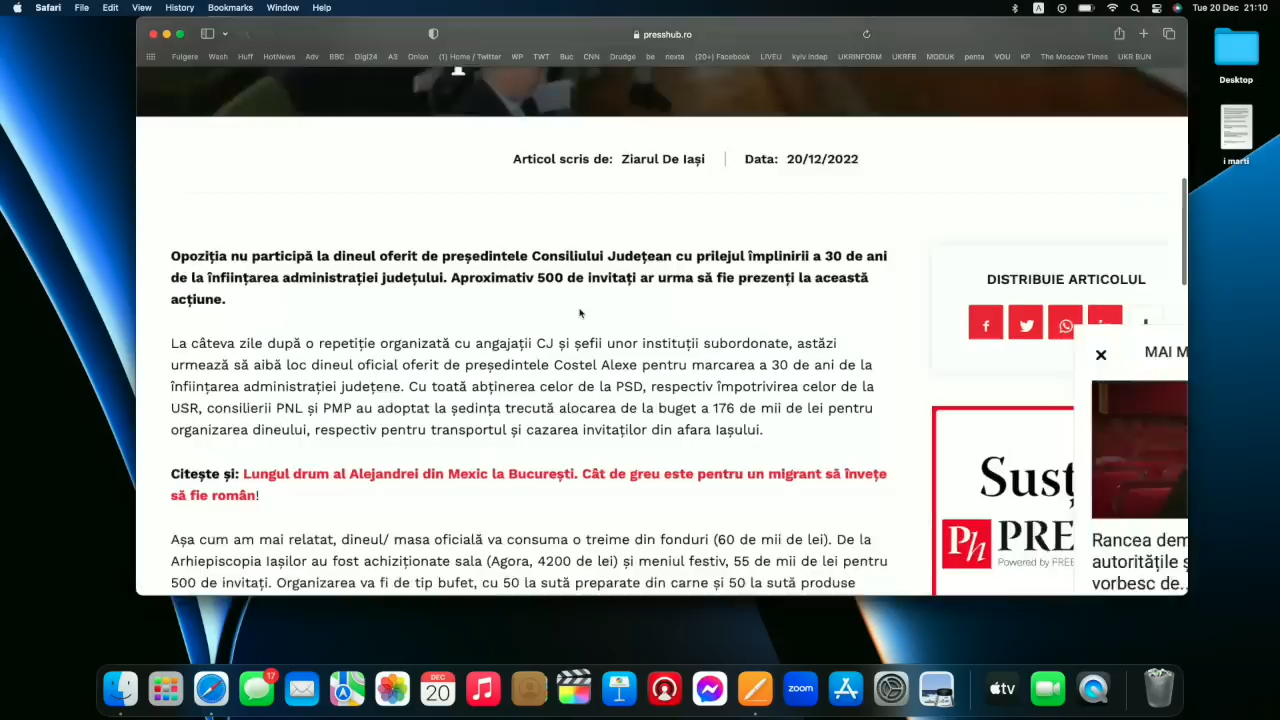 Safari File Edit View History Bookmarks Window Help
A
Tue 20 Dec 21:10
presshub.ro
Fulgere Wash Huff HotNews Adv BBC Digi24 A3 Onion (1) Home / Twitter WP TWT Buc CNN Drudge be nexta (20+) Facebook LIVEU kyiv indep UKRINFORM UKRFB MODUK penta VOU KP The Moscow Times UKR BUN
Desktop
i marti
Articol scris de: Ziarul De Iași
Data: 20/12/2022
Opoziția nu participă la dineul oferit de președintele Consiliului Județean cu prilejul împlinirii a 30 de ani
de la înființarea administrației județului. Aproximativ 500 de invitați ar urma să fie prezenți la această
acțiune.
La câteva zile după o repetiție organizată cu angajații CJ și șefii unor instituții subordonate, astăzi
urmează să aibă loc dineul oficial oferit de președintele Costel Alexe pentru marcarea a 30 de ani de la
înființarea administrației județene. Cu toată abținerea celor de la PSD, respectiv împotrivirea celor de la
USR, consilierii PNL și PMP au adoptat la ședința trecută alocarea de la buget a 176 de mii de lei pentru
organizarea dineului, respectiv pentru transportul și cazarea invitaților din afara Iașului.
Citește și: Lungul drum al Alejandrei din Mexic la București. Cât de greu este pentru un migrant să învețe
să fie român!
Așa cum am mai relatat, dineul/ masa oficială va consuma o treime din fonduri (60 de mii de lei). De la
Arhiepiscopia Iașilor au fost achiziționate sala (Agora, 4200 de lei) și meniul festiv, 55 de mii de lei pentru
500 de invitați. Organizarea va fi de tip bufet, cu 50 la sută preparate din carne și 50 la sută produse
DISTRIBUIE ARTICOLUL
MAI M
Susț
Ph PRE
Powered by FREE
Rancea dem
autoritățile ș
vorbesc de..
17
DEC
20
zoom
tv